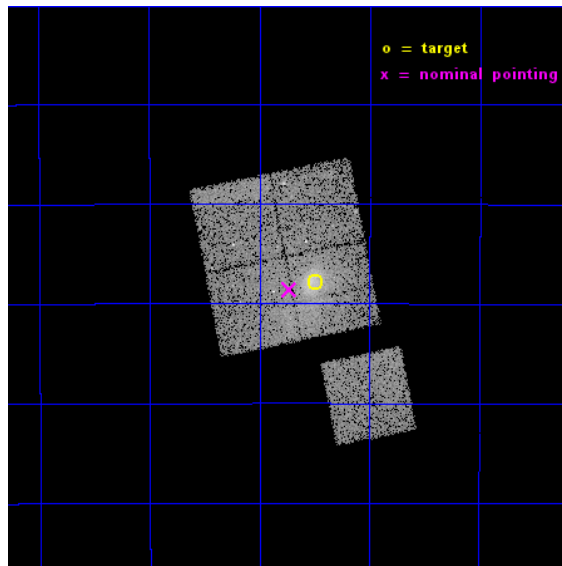 o = target
x = nominal pointing